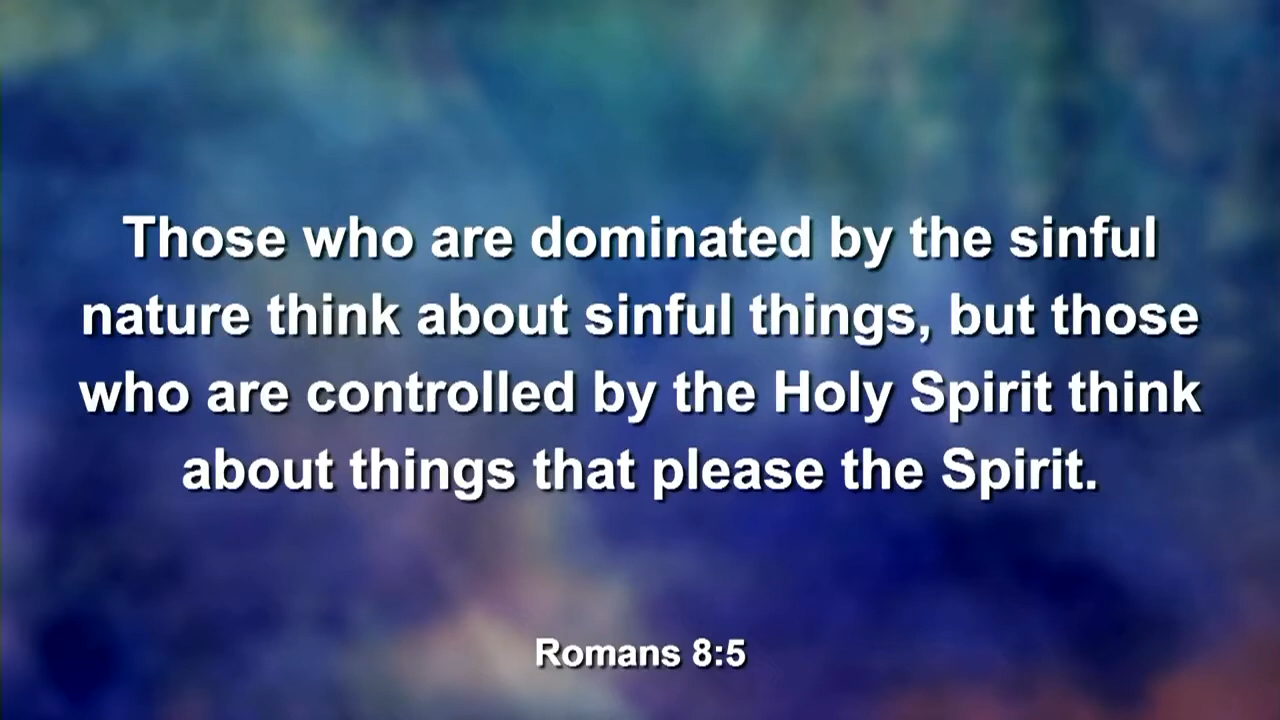 Those who are dominated by the sinful
nature think about sinful things, but those
who are controlled by the Holy Spirit think
about things that please the Spirit.
Romans 8:5